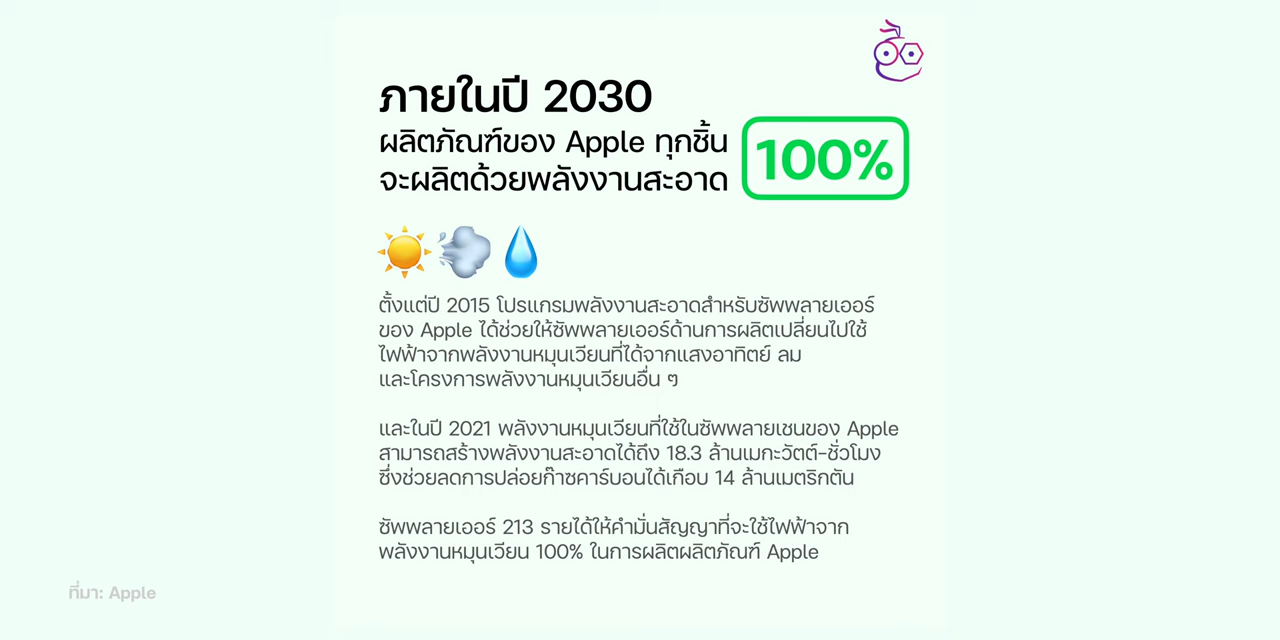 ภายในปี 2030
ผลิตภัณฑ์ของ Apple ทุกชิ้น
จะผลิตด้วยพลังงานสะอาด
100%
ตั้งแต่ปี 2015 โปรแกรมพลังงานสะอาดสำหรับซัพพลายเออร์
ของ Apple ได้ช่วยให้ซัพพลายเออร์ด้านการผลิตเปลี่ยนไปใช้
ไฟฟ้าจากพลังงานหมุนเวียนที่ได้จากแสงอาทิตย์ ลม
และโครงการพลังงานหมุนเวียนอื่น ๆ
และในปี 2021 พลังงานหมุนเวียนที่ใช้ในซัพพลายเชนของ Apple
สามารถสร้างพลังงานสะอาดได้ถึง 18.3 ล้านเมกะวัตต์-ชั่วโมง
ซึ่งช่วยลดการปล่อยก๊าซคาร์บอนได้เกือบ 14 ล้านเมตริกตัน
ซัพพลายเออร์ 213 รายได้ให้คำมั่นสัญญาที่จะใช้ไฟฟ้าจาก
พลังงานหมุนเวียน 100% ในการผลิตผลิตภัณฑ์ Apple
ที่มา: Apple